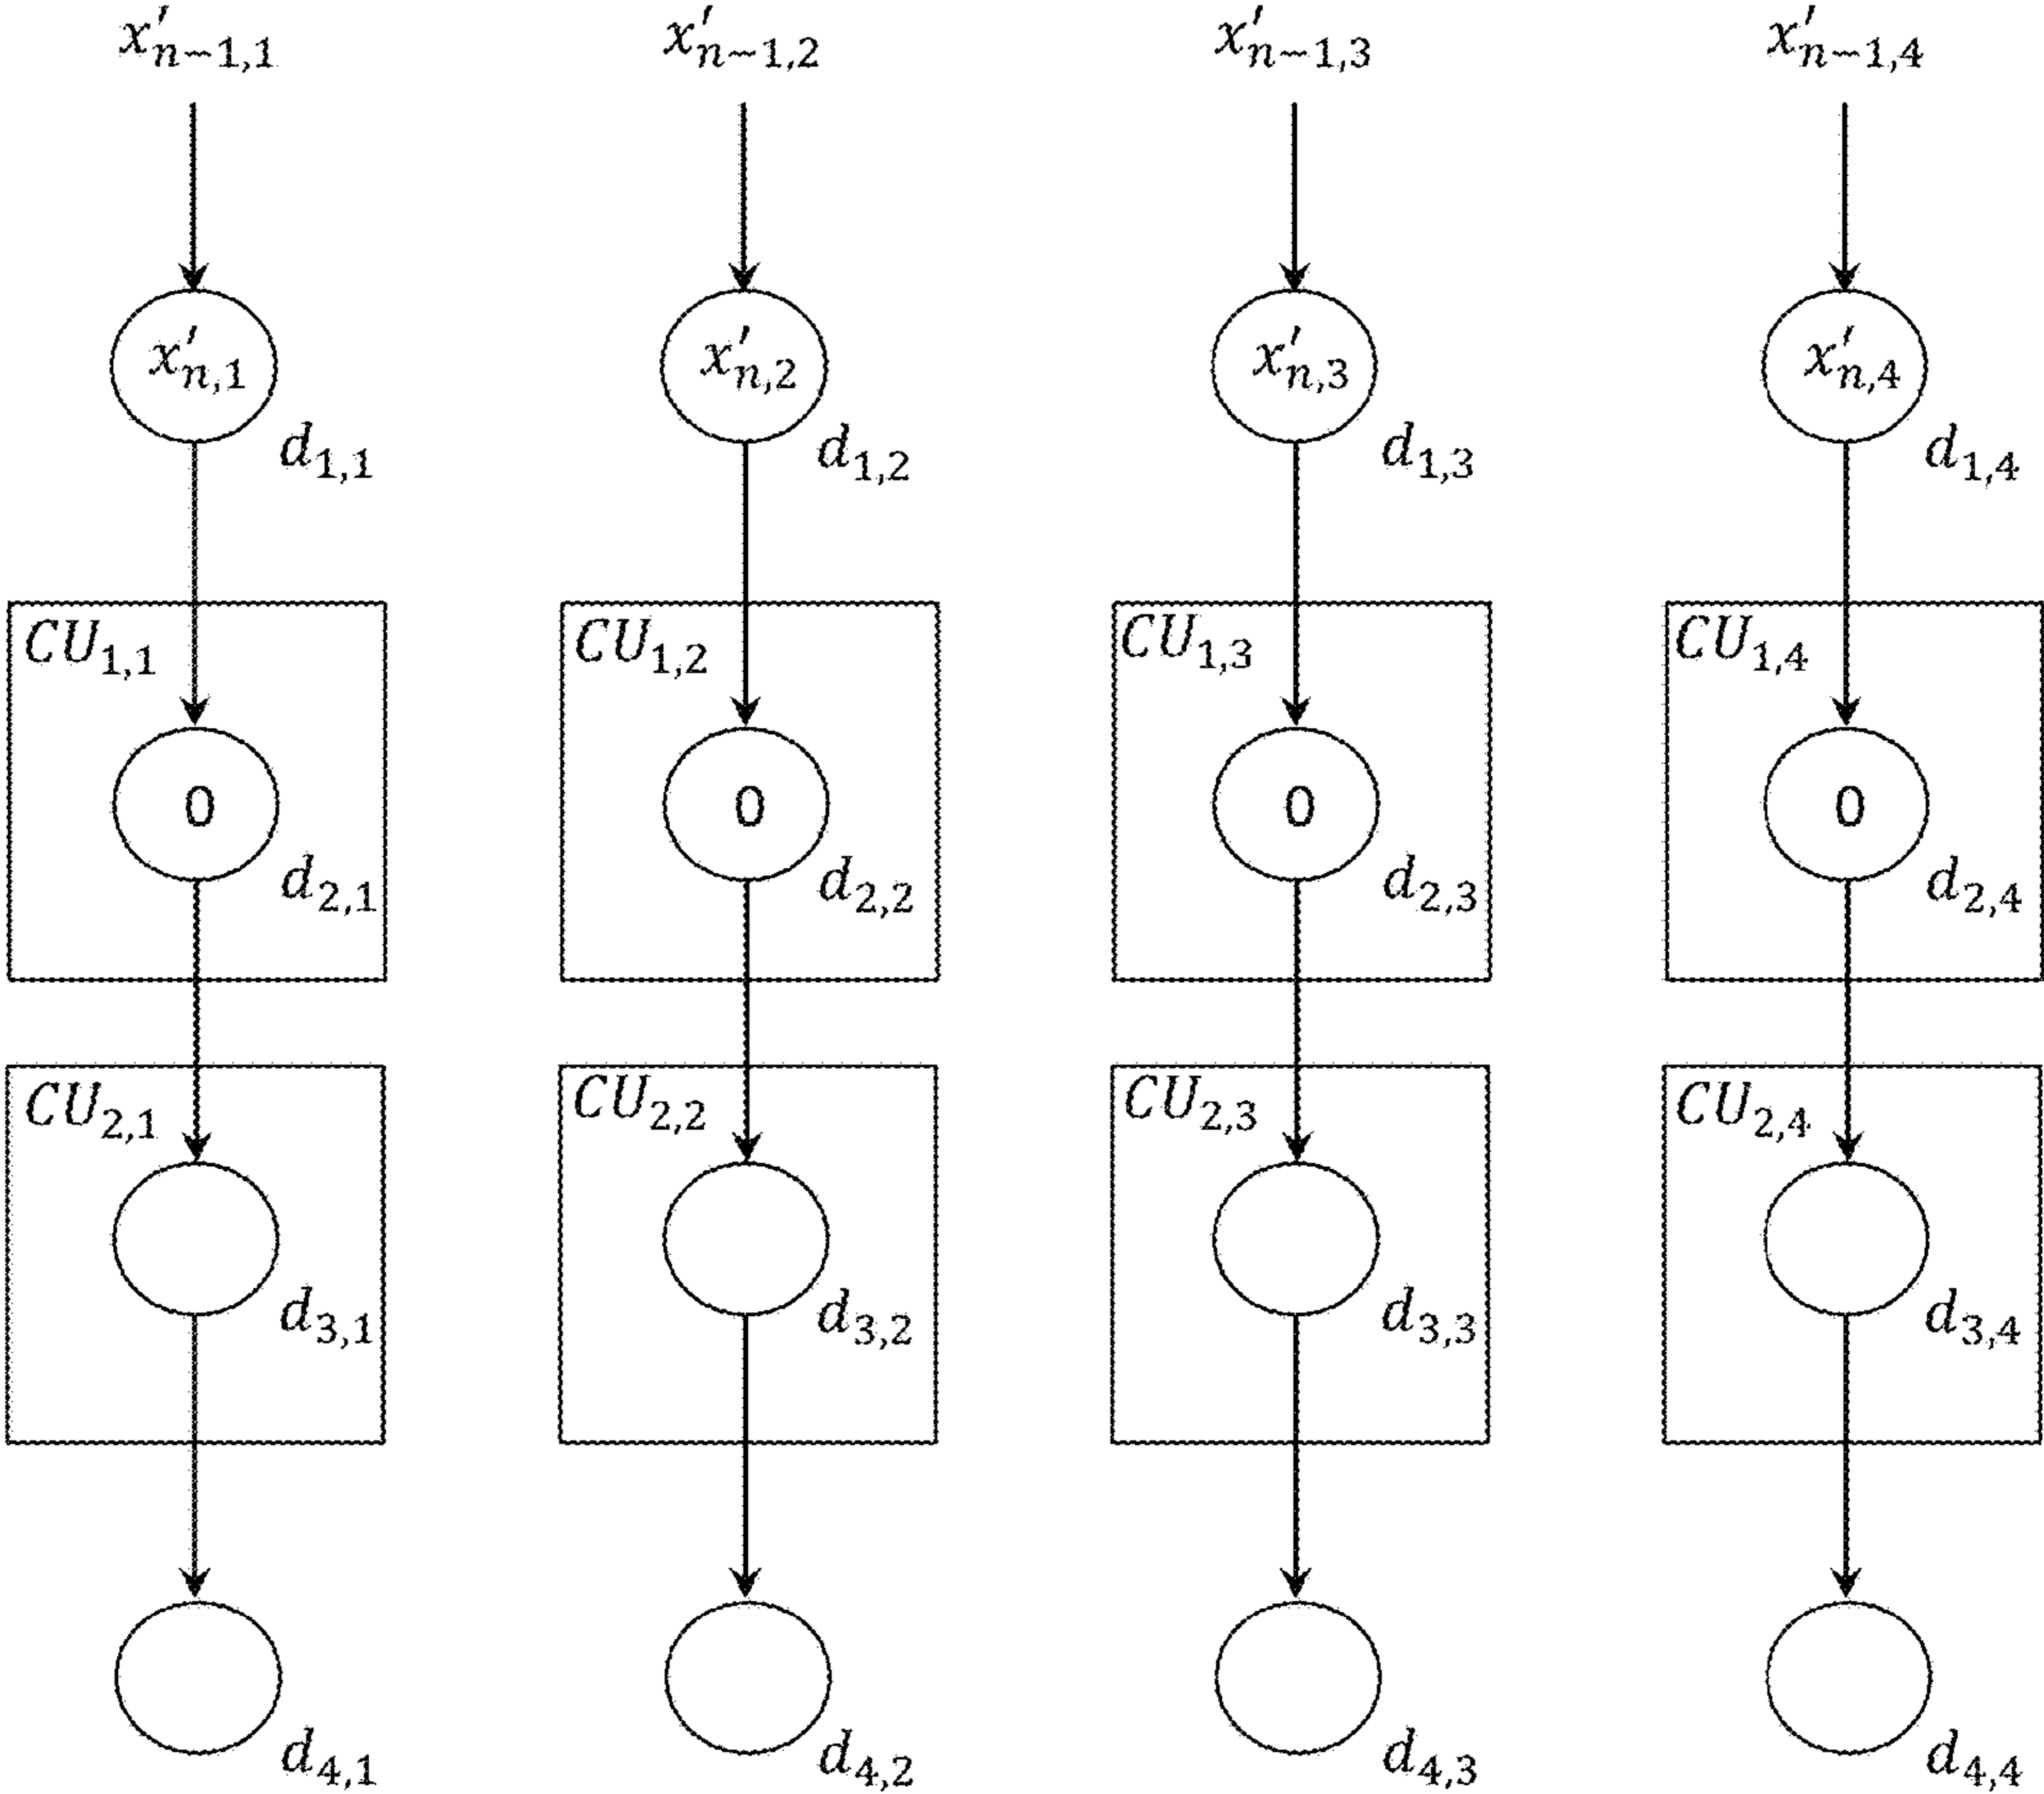 x′n−1,1 x′n−1,2 x′n−1,3 x′n−1,4
x′n,1 x′n,2 x′n,3 x′n,4
d1,1 d1,2 d1,3 d1,4
CU1,1 CU1,2 CU1,3 CU1,4
0 0 0 0
d2,1 d2,2 d2,3 d2,4
CU2,1 CU2,2 CU2,3 CU2,4
d3,1 d3,2 d3,3 d3,4
d4,1 d4,2 d4,3 d4,4